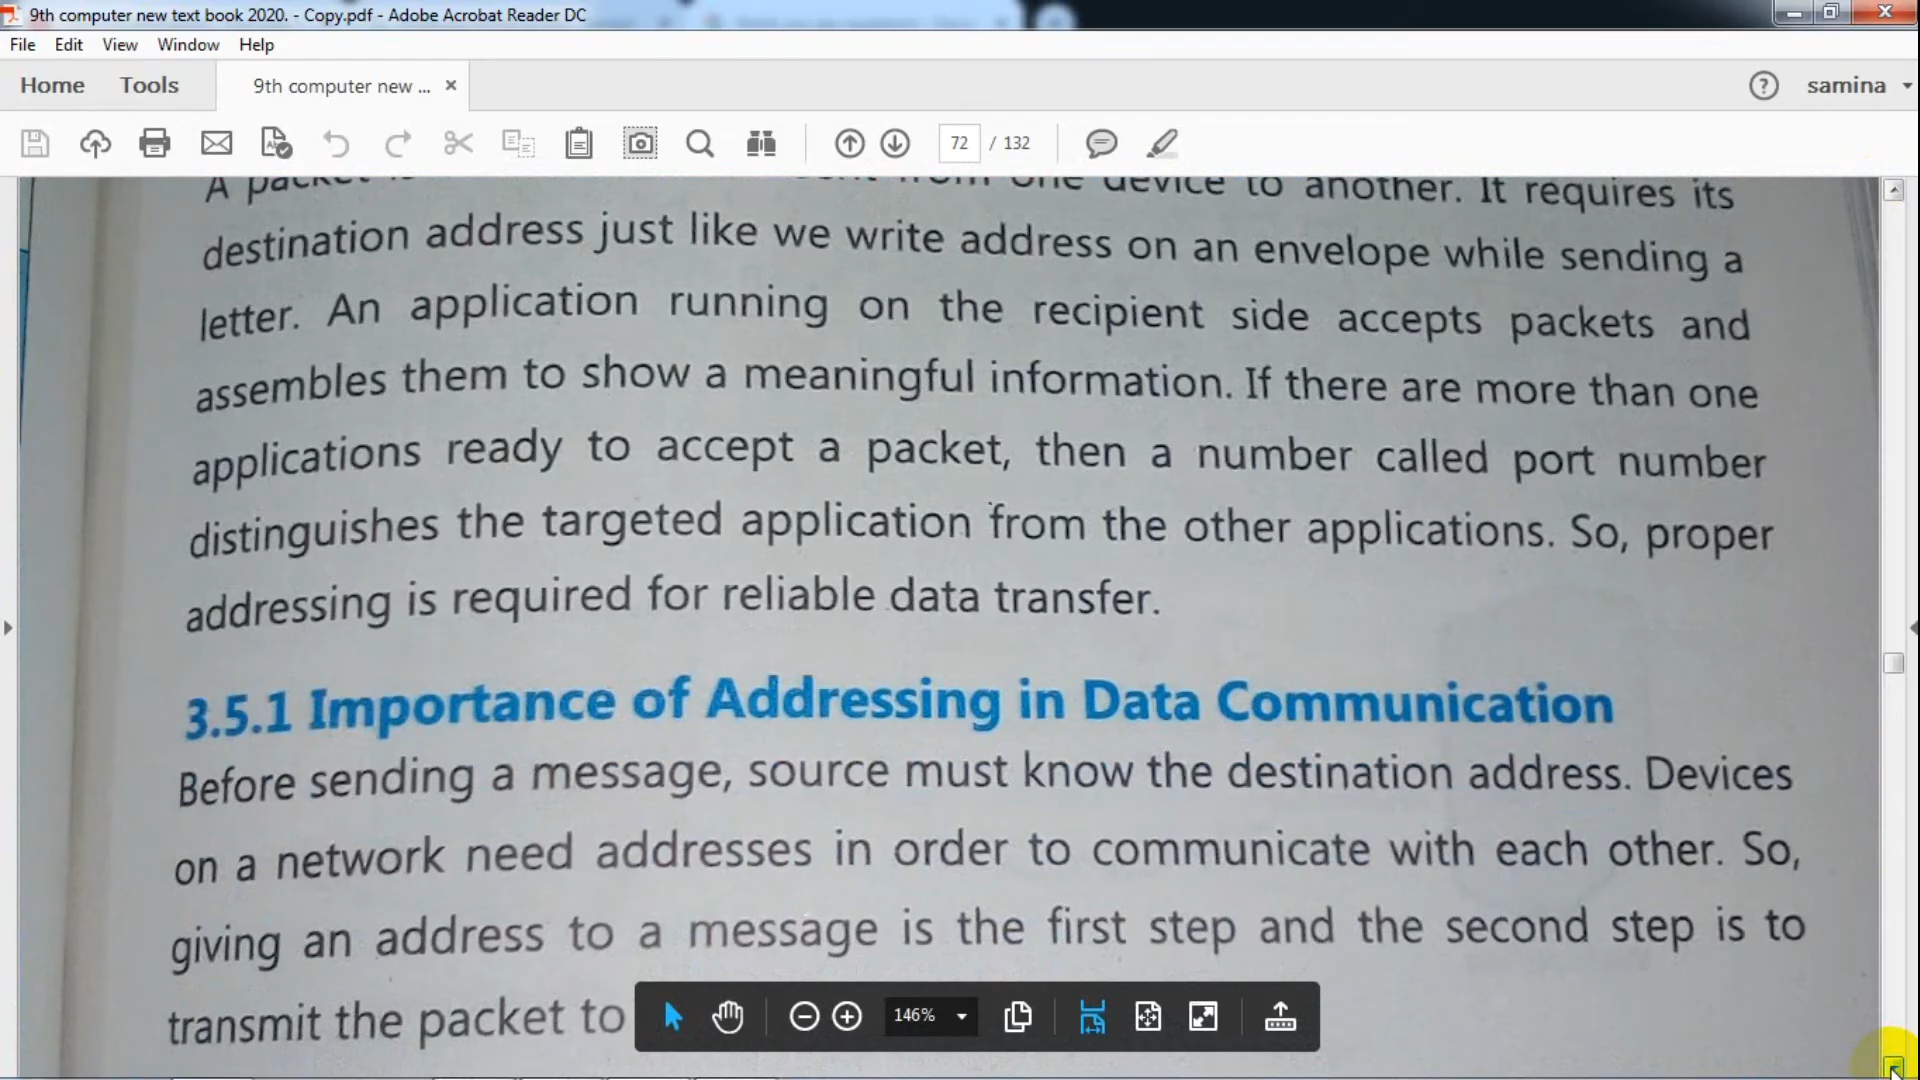 9th computer new text book 2020. - Copy.pdf - Adobe Acrobat Reader DC
File Edit View Window Help
Home Tools 9th computer new ... × samina
72 / 132
A packet one device to another. It requires its
destination address just like we write address on an envelope while sending a
letter. An application running on the recipient side accepts packets and
assembles them to show a meaningful information. If there are more than one
applications ready to accept a packet, then a number called port number
distinguishes the targeted application from the other applications. So, proper
addressing is required for reliable data transfer.
3.5.1 Importance of Addressing in Data Communication
Before sending a message, source must know the destination address. Devices
on a network need addresses in order to communicate with each other. So,
giving an address to a message is the first step and the second step is to
transmit the packet to
146%